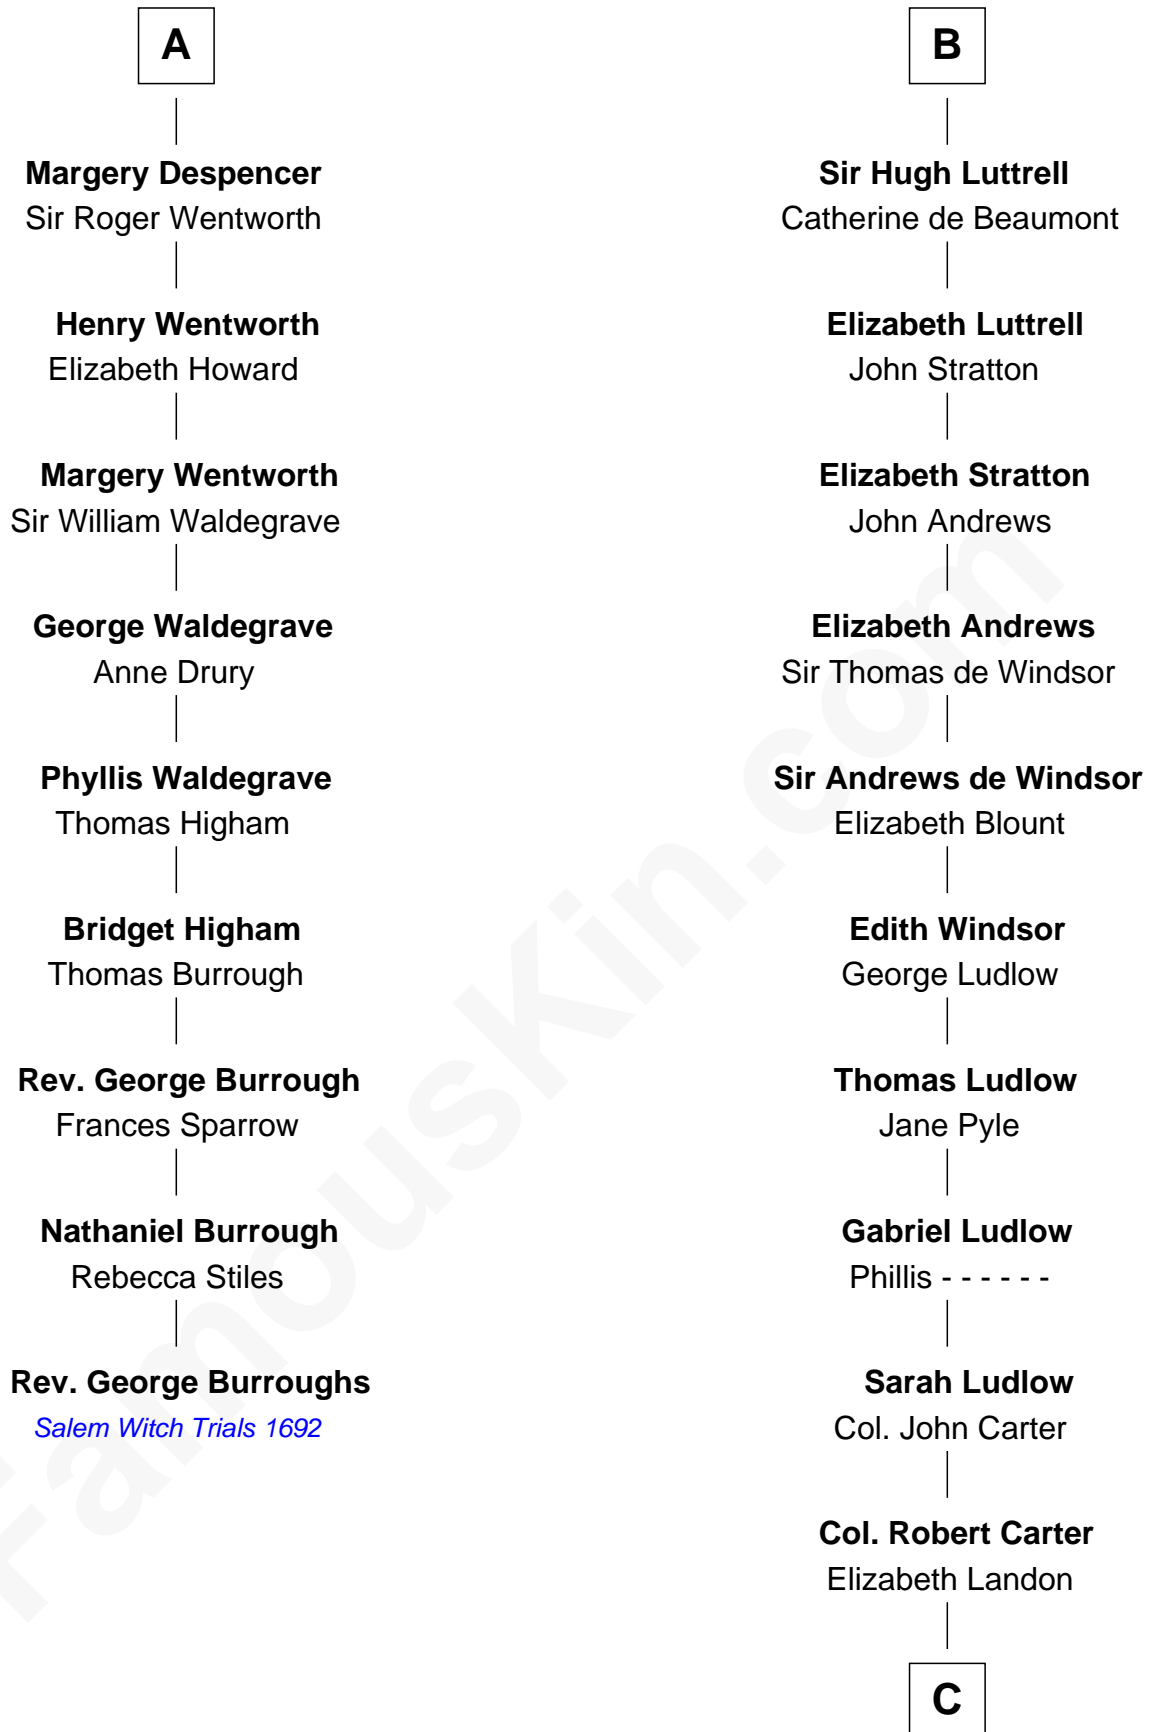 A
Margery Despencer
Sir Roger Wentworth
Henry Wentworth
Elizabeth Howard
Margery Wentworth
Sir William Waldegrave
George Waldegrave
Anne Drury
Phyllis Waldegrave
Thomas Higham
Bridget Higham
Thomas Burrough
Rev. George Burrough
Frances Sparrow
Nathaniel Burrough
Rebecca Stiles
Rev. George Burroughs
Salem Witch Trials 1692
B
Sir Hugh Luttrell
Catherine de Beaumont
Elizabeth Luttrell
John Stratton
Elizabeth Stratton
John Andrews
Elizabeth Andrews
Sir Thomas de Windsor
Sir Andrews de Windsor
Elizabeth Blount
Edith Windsor
George Ludlow
Thomas Ludlow
Jane Pyle
Gabriel Ludlow
Phillis - - - - - -
Sarah Ludlow
Col. John Carter
Col. Robert Carter
Elizabeth Landon
C
FamousKin.com